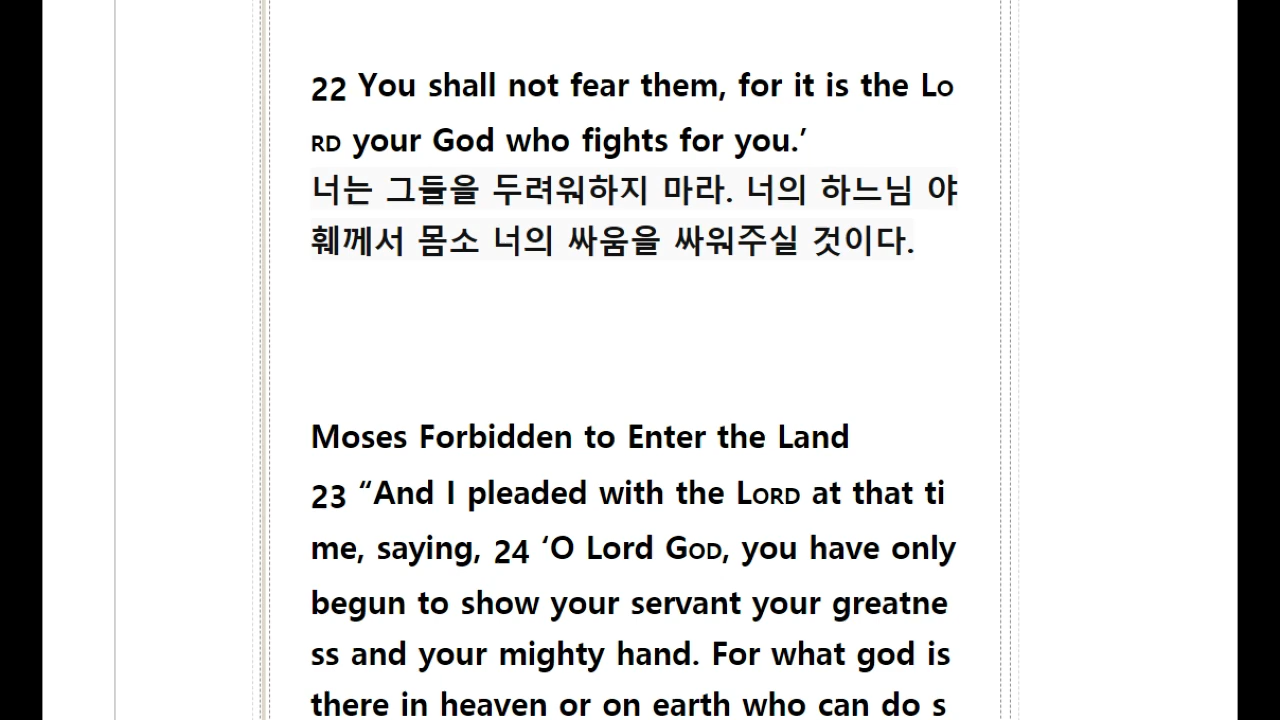 22 You shall not fear them, for it is the Lo
RD your God who fights for you.’
너는 그들을 두려워하지 마라. 너의 하느님 야
훼께서 몸소 너의 싸움을 싸워주실 것이다.
Moses Forbidden to Enter the Land
23 “And I pleaded with the LORD at that ti
me, saying, 24 ‘O Lord GOD, you have only
begun to show your servant your greatne
ss and your mighty hand. For what god is
there in heaven or on earth who can do s